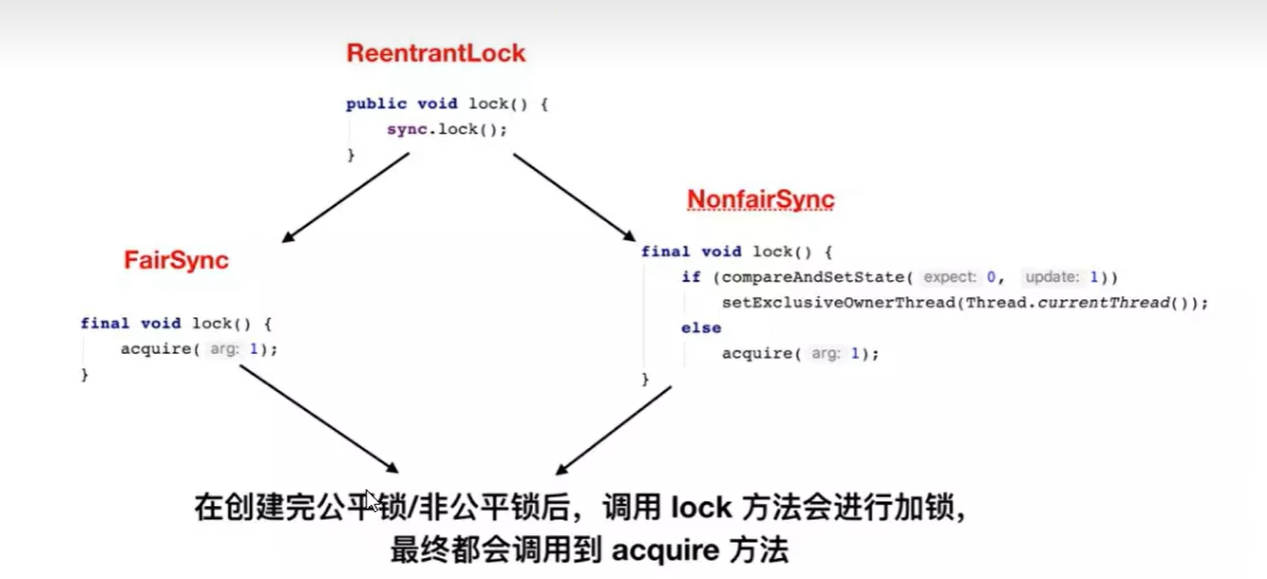 ReentrantLock
public void lock() {
sync.lock();
}
FairSync
final void lock() {
acquire( arg: 1);
}
NonfairSync
final void lock() {
if (compareAndSetState( expect: 0, update: 1))
setExclusiveOwnerThread(Thread.currentThread());
else
acquire( arg: 1);
}
在创建完公平锁/非公平锁后，调用 lock 方法会进行加锁，
最终都会调用到 acquire 方法